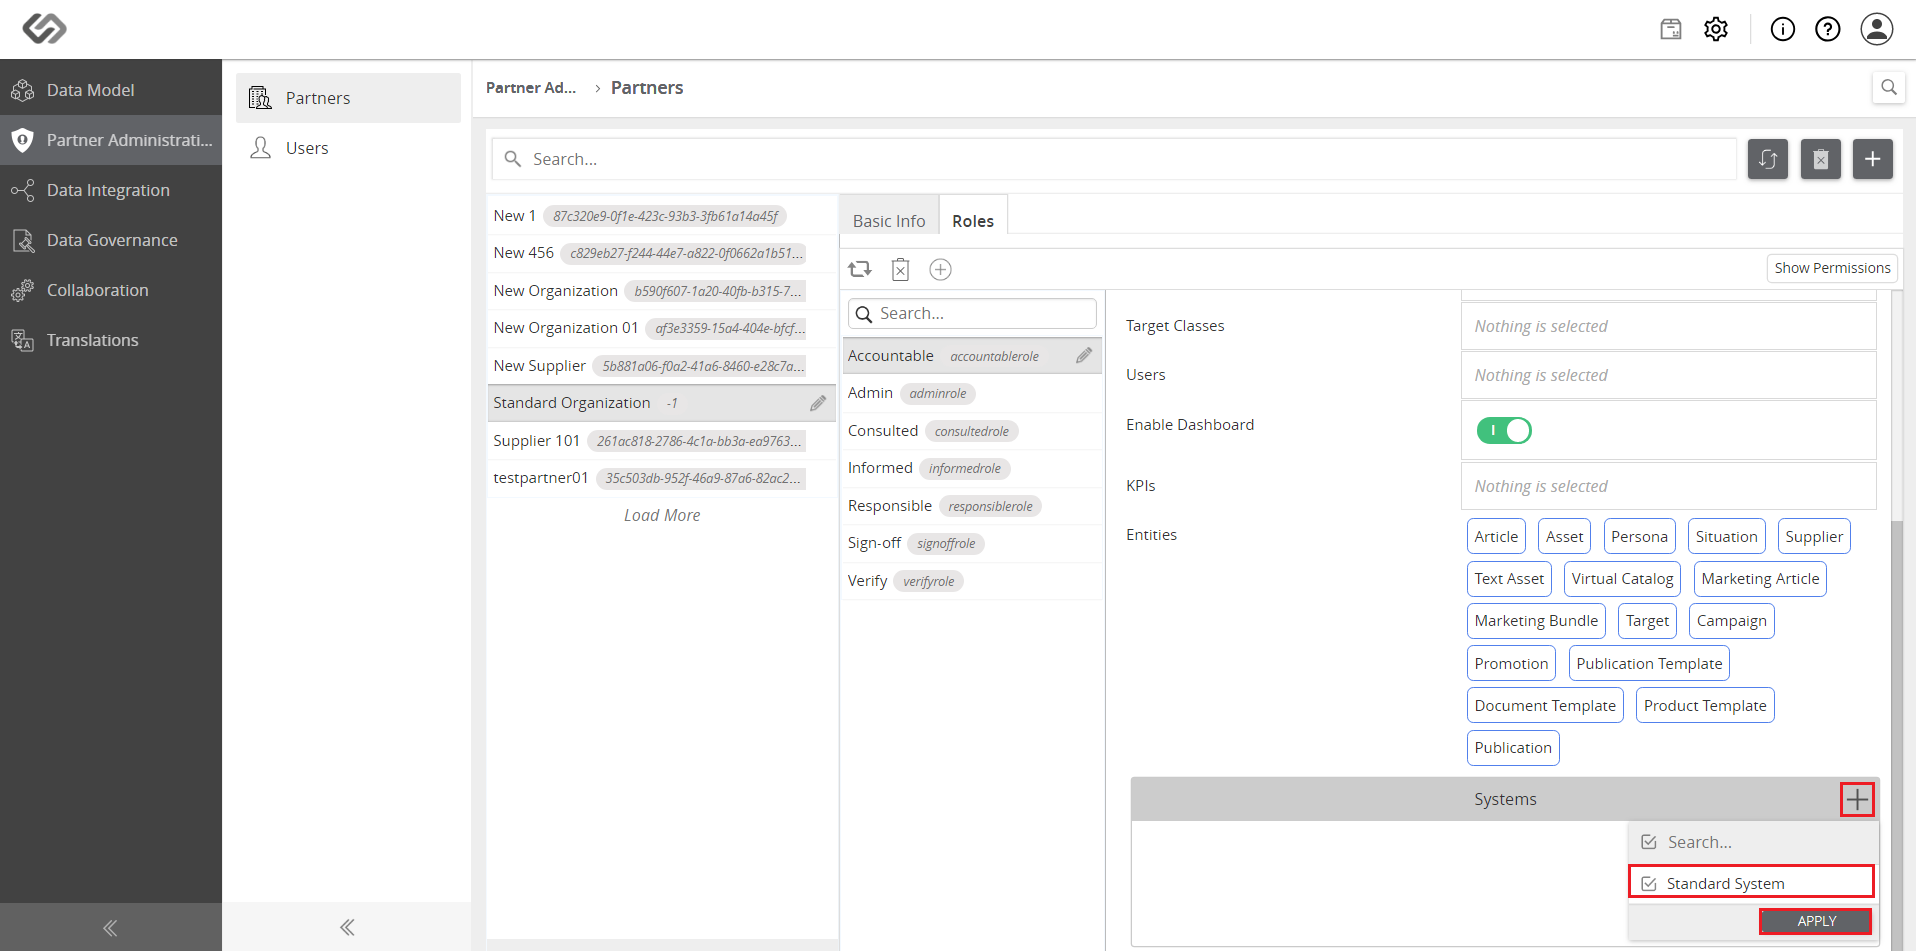 Data Model
Partner Administrati...
Data Integration
Data Governance
Collaboration
Translations
Partners
Users
Partner Ad... > Partners
Search...
New 1 87c320e9-0f1e-423c-93b3-3fb61a14a45f
New 456 c829eb27-f244-44e7-a822-0f0662a1b51...
New Organization b590f607-1a20-40fb-b315-7...
New Organization 01 af3e3359-15a4-404e-bfcf...
New Supplier 5b881a06-f0a2-41a6-8460-e28c7a...
Standard Organization -1
Supplier 101 261ac818-2786-4c1a-bb3a-ea9763...
testpartner01 35c503db-952f-46a9-87a6-82ac2...
Load More
Basic Info Roles
Show Permissions
Search...
Accountable accountablerole
Admin adminrole
Consulted consultedrole
Informed informedrole
Responsible responsiblerole
Sign-off signoffrole
Verify verifyrole
Target Classes Nothing is selected
Users Nothing is selected
Enable Dashboard
KPIs Nothing is selected
Entities Article Asset Persona Situation Supplier
Text Asset Virtual Catalog Marketing Article
Marketing Bundle Target Campaign
Promotion Publication Template
Document Template Product Template
Publication
Systems
Search...
Standard System
APPLY